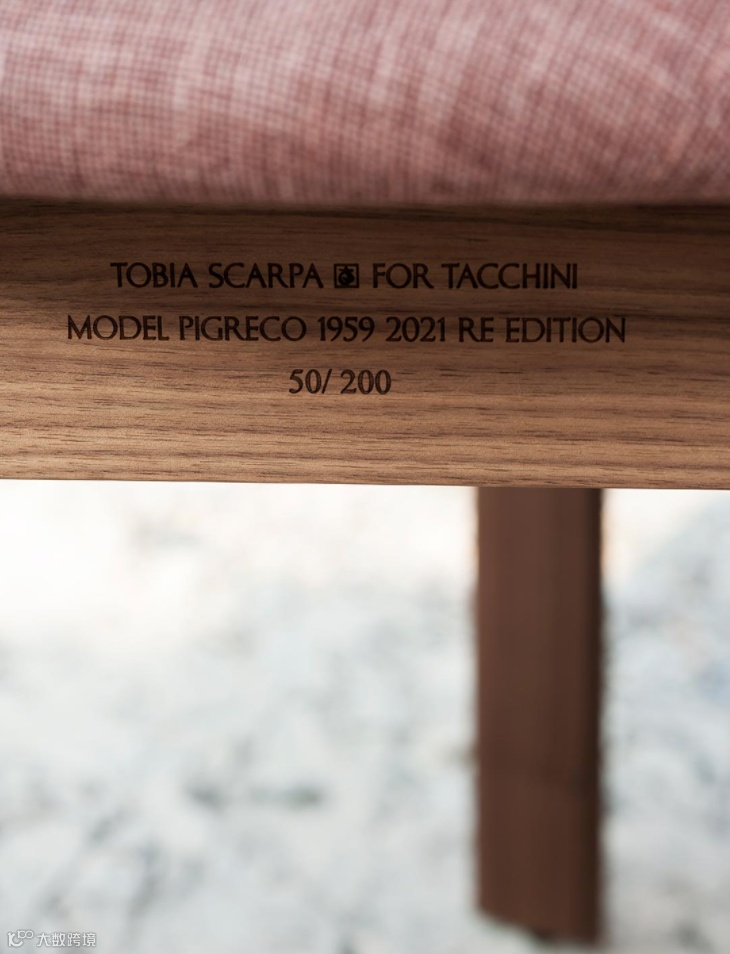 TOBIA SCARPA FOR TACCHINI
MODEL PIGRECO 1959 2021 RE EDITION
50/ 200
大数跨境